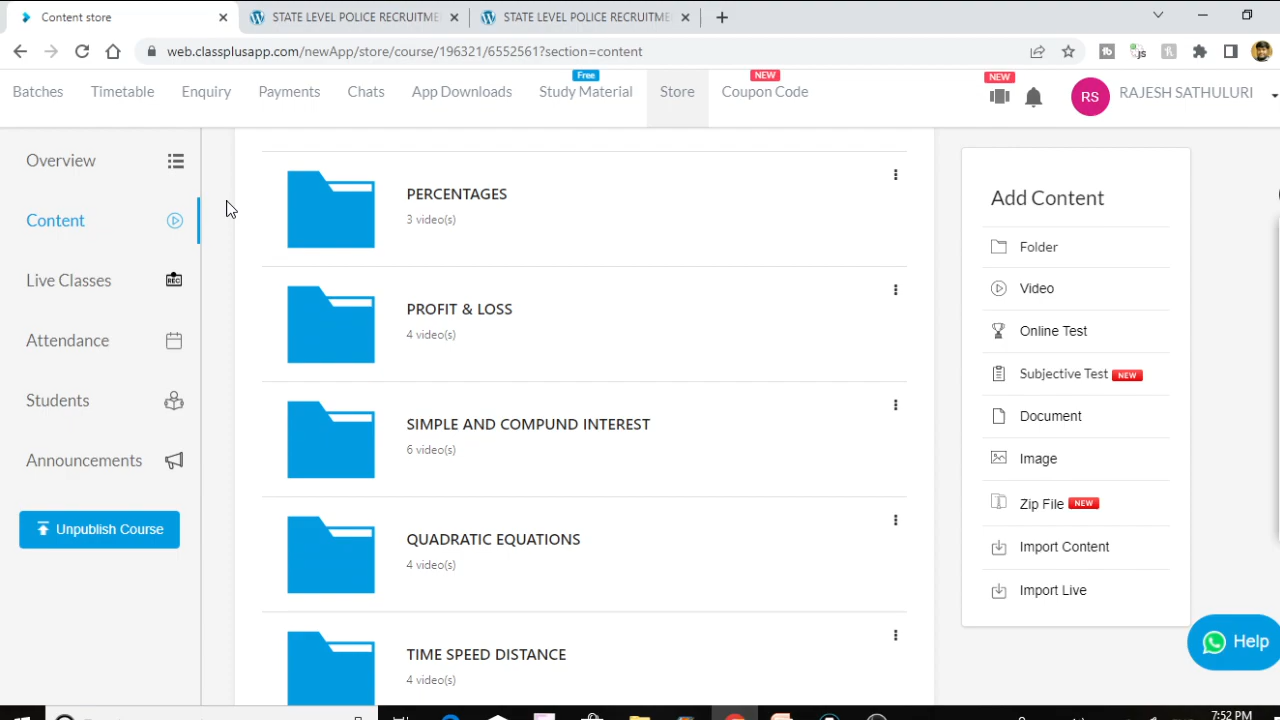 Content store
STATE LEVEL POLICE RECRUITME
STATE LEVEL POLICE RECRUITME
web.classplusapp.com/newApp/store/course/196321/6552561?section=content
Free
NEW
NEW
Batches
Timetable
Enquiry
Payments
Chats
App Downloads
Study Material
Store
Coupon Code
RS
RAJESH SATHULURI
Overview
Content
Live Classes
REC
Attendance
Students
Announcements
Unpublish Course
PERCENTAGES
3 video(s)
PROFIT & LOSS
4 video(s)
SIMPLE AND COMPUND INTEREST
6 video(s)
QUADRATIC EQUATIONS
4 video(s)
TIME SPEED DISTANCE
4 video(s)
Add Content
Folder
Video
Online Test
Subjective Test NEW
Document
Image
Zip File NEW
Import Content
Import Live
Help
7:52 PM